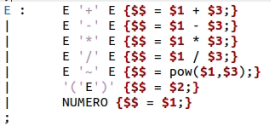 E :     E '+' E {$$ = $1 + $3;}
|       E '-' E {$$ = $1 - $3;}
|       E '*' E {$$ = $1 * $3;}
|       E '/' E {$$ = $1 / $3;}
|       E '~' E {$$ = pow($1,$3);}
|       '('E')' {$$ = $2;}
|       NUMERO {$$ = $1;}
;